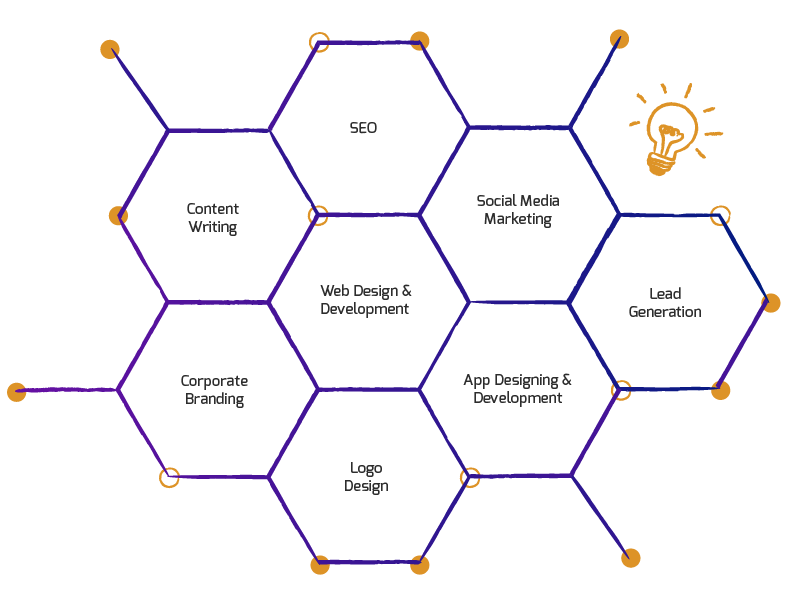 SEO
Content
Writing
Social Media
Marketing
Web Design &
Development
Lead
Generation
Corporate
Branding
App Designing &
Development
Logo
Design